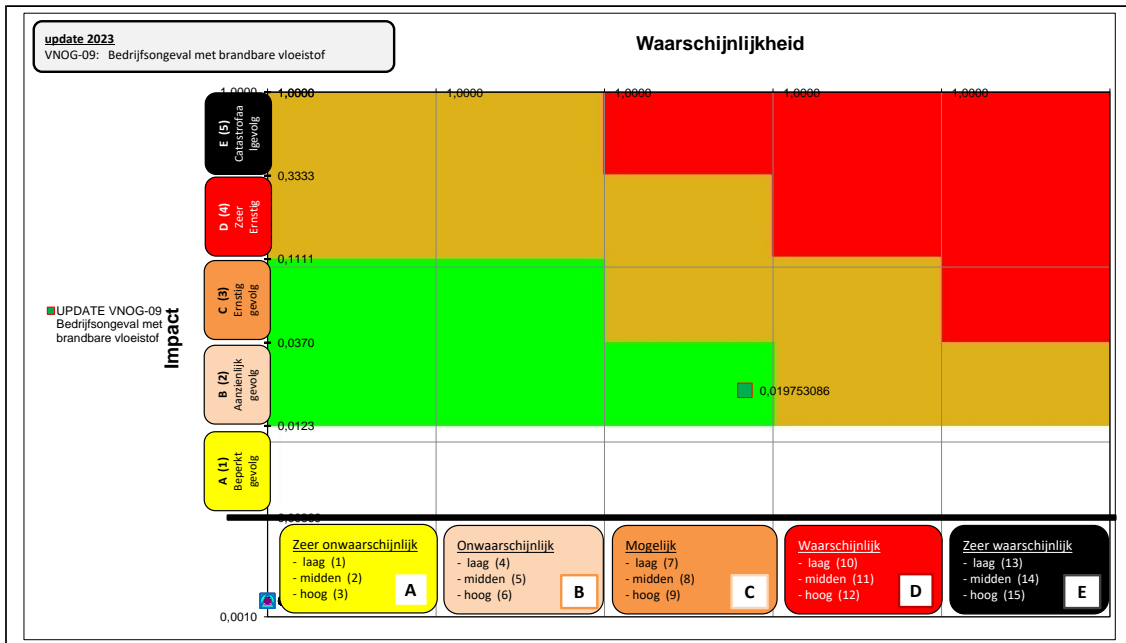 update 2023
VNOG-09: Bedrijfsongeval met brandbare vloeistof
Waarschijnlijkheid
1,0000
1,0000
1,0000
1,0000
1,0000
1,0000
E (5)
Catastrofaa
lgevolg
0,3333
D (4)
Zeer
Ernstig
0,1111
C (3)
Ernstig
gevolg
UPDATE VNOG-09
Bedrijfsongeval met
brandbare vloeistof
Impact
0,0370
B (2)
Aanzienlijk
gevolg
0,019753086
0,0123
A (1)
Beperkt
gevolg
Zeer onwaarschijnlijk
- laag (1)
- midden (2)
- hoog (3)
A
Onwaarschijnlijk
- laag (4)
- midden (5)
- hoog (6)
B
Mogelijk
- laag (7)
- midden (8)
- hoog (9)
C
Waarschijnlijk
- laag (10)
- midden (11)
- hoog (12)
D
Zeer waarschijnlijk
- laag (13)
- midden (14)
- hoog (15)
E
0,0010